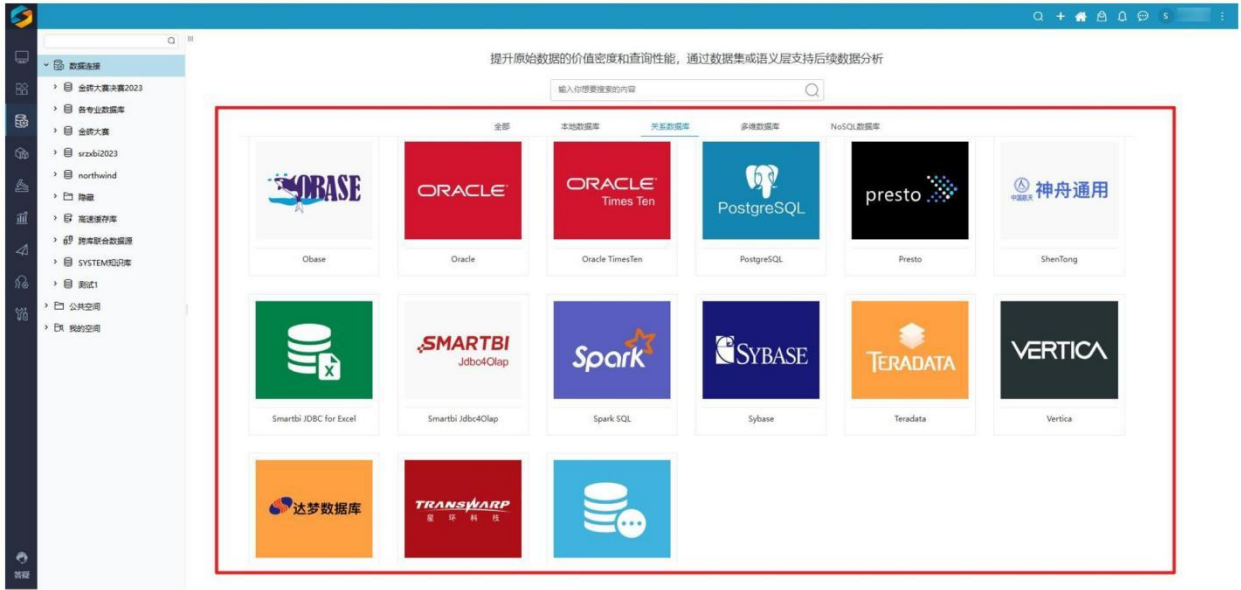 S
数据连接
金砖大赛决赛2023
各专业数据库
金砖大赛
srzxbi2023
northwind
隐藏
高速缓存库
跨库联合数据源
SYSTEM知识库
测试1
公共空间
我的空间
答疑
提升原始数据的价值密度和查询性能，通过数据集或语义层支持后续数据分析
输入你想要搜索的内容
全部 本地数据库 关系数据库 多维数据库 NoSQL数据库
OBASE ORACLE ORACLE PostgreSQL presto 神舟通用
Times Ten 中国航天
Obase Oracle Oracle TimesTen PostgreSQL Presto ShenTong
X SMARTBI Spark SYBASE TERADATA VERTICA
Jdbc4Olap
Smartbi JDBC for Excel Smartbi Jdbc4Olap Spark SQL Sybase Teradata Vertica
达梦数据库 TRANSWARP
星环科技